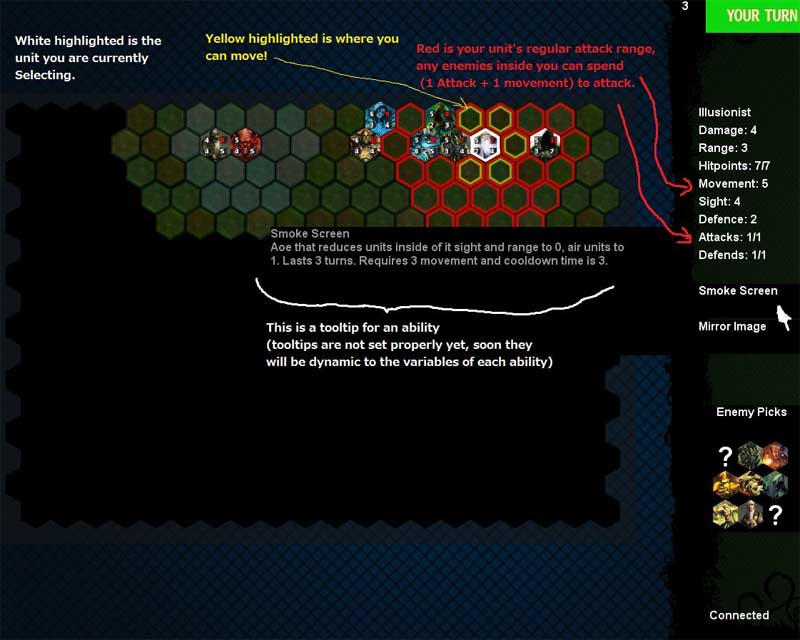 3
YOUR TURN
White highlighted is the
unit you are currently
Selecting.
Yellow highlighted is where you
can move!
Red is your unit's regular attack range,
any enemies inside you can spend
(1 Attack + 1 movement) to attack.
Illusionist
Damage: 4
Range: 3
Hitpoints: 7/7
Movement: 5
Sight: 4
Defence: 2
Attacks: 1/1
Defends: 1/1
Smoke Screen
Mirror Image
Smoke Screen
Aoe that reduces units inside of it sight and range to 0, air units to
1. Lasts 3 turns. Requires 3 movement and cooldown time is 3.
This is a tooltip for an ability
(tooltips are not set properly yet, soon they
will be dynamic to the variables of each ability)
Enemy Picks
?
?
Connected